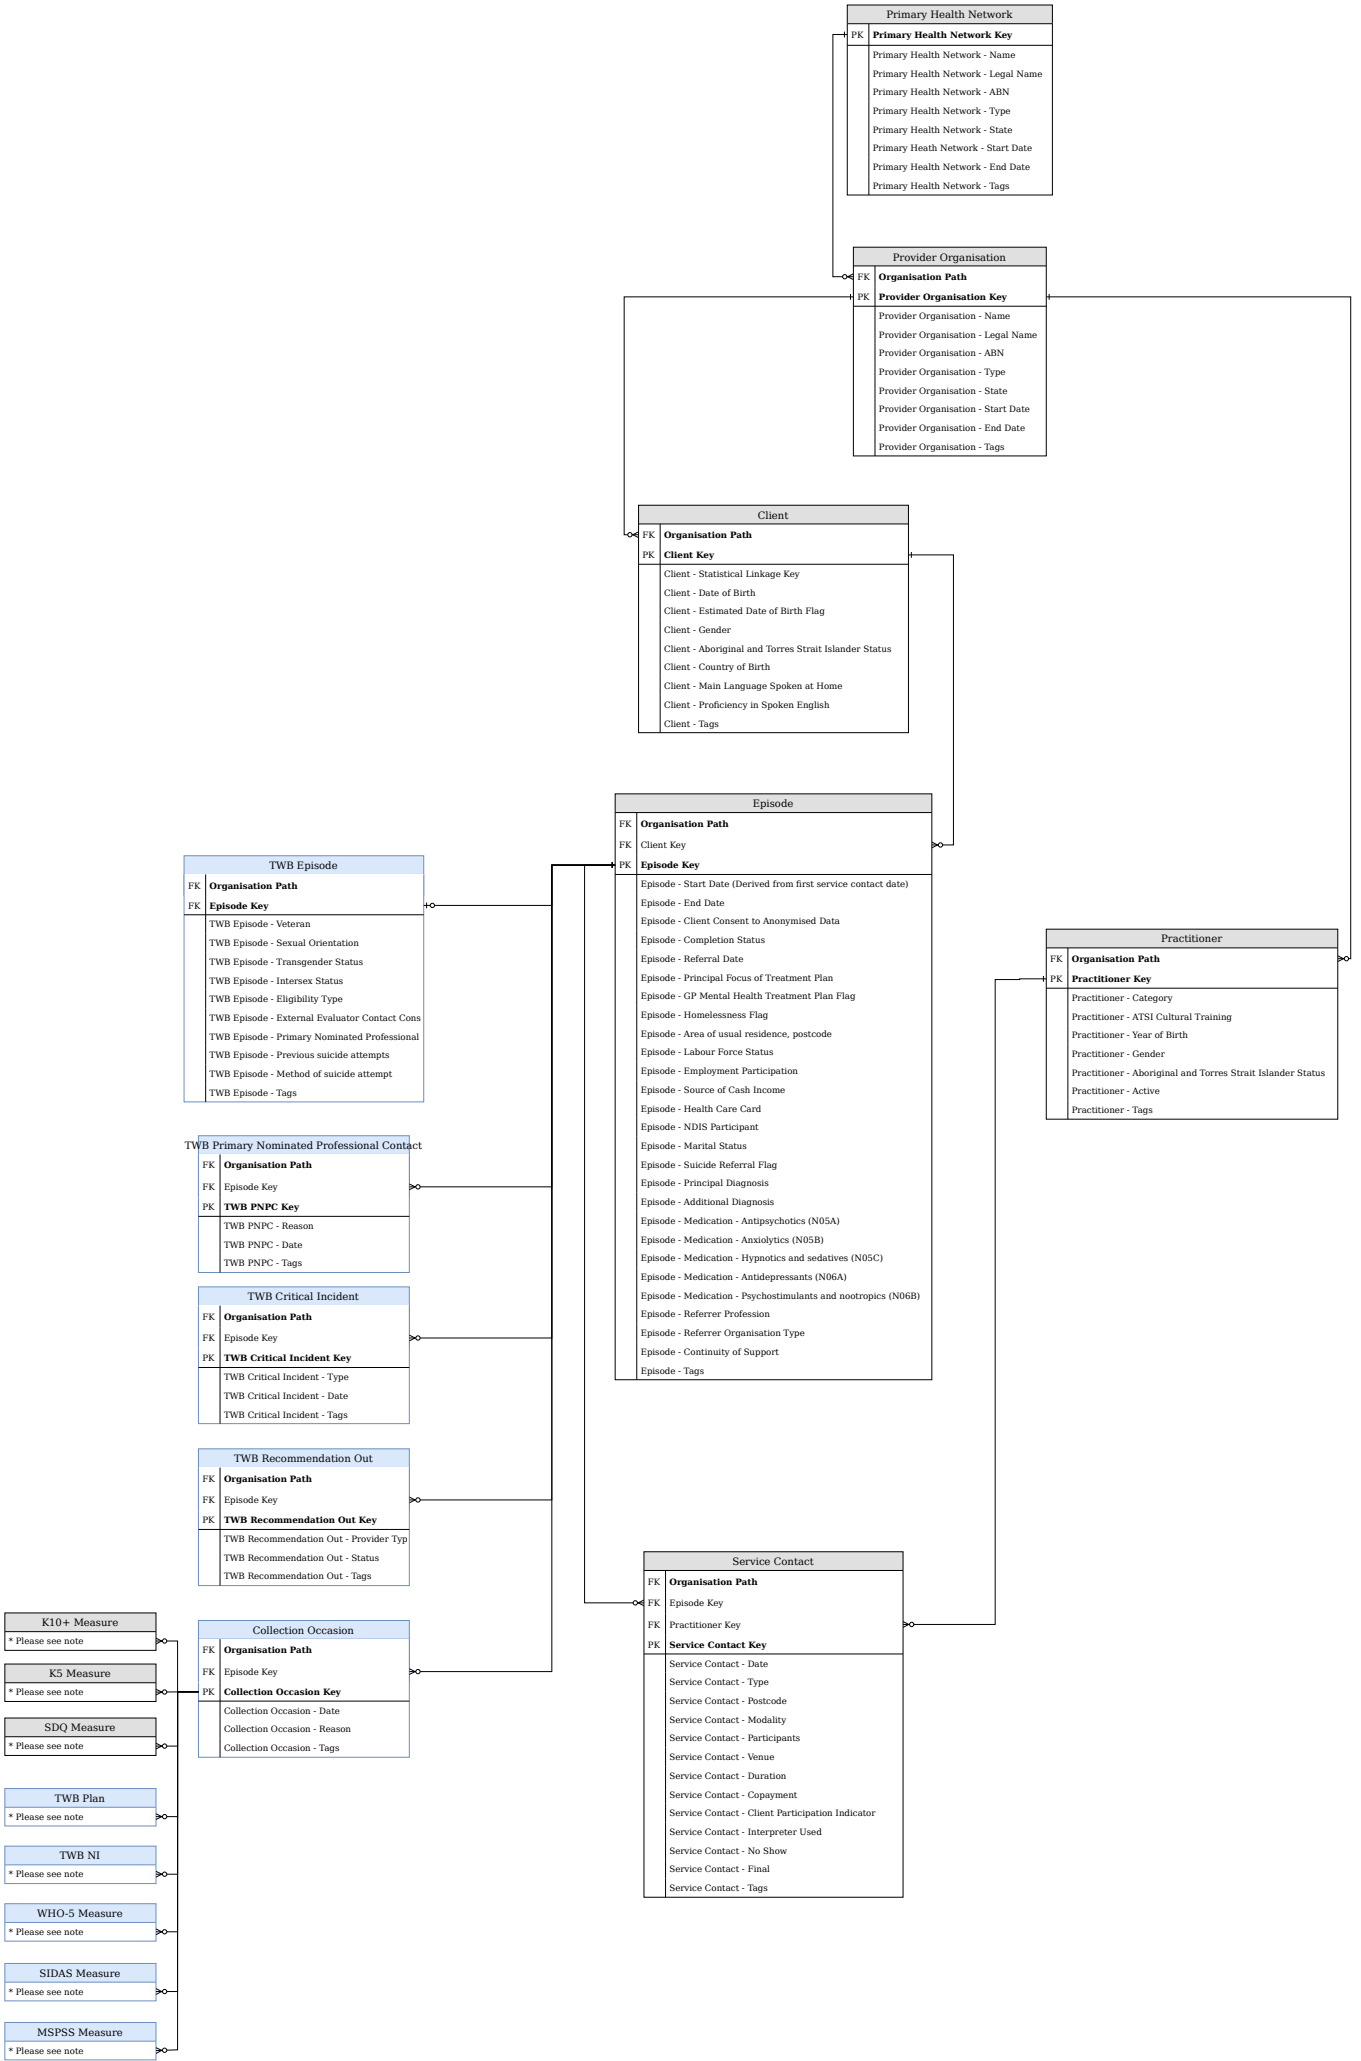 Primary Health Network
PK Primary Health Network Key
Primary Health Network - Name
Primary Health Network - Legal Name
Primary Health Network - ABN
Primary Health Network - Type
Primary Health Network - State
Primary Heath Network - Start Date
Primary Health Network - End Date
Primary Health Network - Tags
Provider Organisation
FK Organisation Path
PK Provider Organisation Key
Provider Organisation - Name
Provider Organisation - Legal Name
Provider Organisation - ABN
Provider Organisation - Type
Provider Organisation - State
Provider Organisation - Start Date
Provider Organisation - End Date
Provider Organisation - Tags
Client
FK Organisation Path
PK Client Key
Client - Statistical Linkage Key
Client - Date of Birth
Client - Estimated Date of Birth Flag
Client - Gender
Client - Aboriginal and Torres Strait Islander Status
Client - Country of Birth
Client - Main Language Spoken at Home
Client - Proficiency in Spoken English
Client - Tags
Episode
FK Organisation Path
FK Client Key
PK Episode Key
Episode - Start Date (Derived from first service contact date)
Episode - End Date
Episode - Client Consent to Anonymised Data
Episode - Completion Status
Episode - Referral Date
Episode - Principal Focus of Treatment Plan
Episode - GP Mental Health Treatment Plan Flag
Episode - Homelessness Flag
Episode - Area of usual residence, postcode
Episode - Labour Force Status
Episode - Employment Participation
Episode - Source of Cash Income
Episode - Health Care Card
Episode - NDIS Participant
Episode - Marital Status
Episode - Suicide Referral Flag
Episode - Principal Diagnosis
Episode - Additional Diagnosis
Episode - Medication - Antipsychotics (N05A)
Episode - Medication - Anxiolytics (N05B)
Episode - Medication - Hypnotics and sedatives (N05C)
Episode - Medication - Antidepressants (N06A)
Episode - Medication - Psychostimulants and nootropics (N06B)
Episode - Referrer Profession
Episode - Referrer Organisation Type
Episode - Continuity of Support
Episode - Tags
TWB Episode
FK Organisation Path
FK Episode Key
TWB Episode - Veteran
TWB Episode - Sexual Orientation
TWB Episode - Transgender Status
TWB Episode - Intersex Status
TWB Episode - Eligibility Type
TWB Episode - External Evaluator Contact Cons
TWB Episode - Primary Nominated Professional
TWB Episode - Previous suicide attempts
TWB Episode - Method of suicide attempt
TWB Episode - Tags
Practitioner
FK Organisation Path
PK Practitioner Key
Practitioner - Category
Practitioner - ATSI Cultural Training
Practitioner - Year of Birth
Practitioner - Gender
Practitioner - Aboriginal and Torres Strait Islander Status
Practitioner - Active
Practitioner - Tags
TWB Primary Nominated Professional Contact
FK Organisation Path
FK Episode Key
PK TWB PNPC Key
TWB PNPC - Reason
TWB PNPC - Date
TWB PNPC - Tags
TWB Critical Incident
FK Organisation Path
FK Episode Key
PK TWB Critical Incident Key
TWB Critical Incident - Type
TWB Critical Incident - Date
TWB Critical Incident - Tags
TWB Recommendation Out
FK Organisation Path
FK Episode Key
PK TWB Recommendation Out Key
TWB Recommendation Out - Provider Typ
TWB Recommendation Out - Status
TWB Recommendation Out - Tags
Service Contact
FK Organisation Path
FK Episode Key
FK Practitioner Key
PK Service Contact Key
Service Contact - Date
Service Contact - Type
Service Contact - Postcode
Service Contact - Modality
Service Contact - Participants
Service Contact - Venue
Service Contact - Duration
Service Contact - Copayment
Service Contact - Client Participation Indicator
Service Contact - Interpreter Used
Service Contact - No Show
Service Contact - Final
Service Contact - Tags
Collection Occasion
FK Organisation Path
FK Episode Key
PK Collection Occasion Key
Collection Occasion - Date
Collection Occasion - Reason
Collection Occasion - Tags
K10+ Measure
* Please see note
K5 Measure
* Please see note
SDQ Measure
* Please see note
TWB Plan
* Please see note
TWB NI
* Please see note
WHO-5 Measure
* Please see note
SIDAS Measure
* Please see note
MSPSS Measure
* Please see note